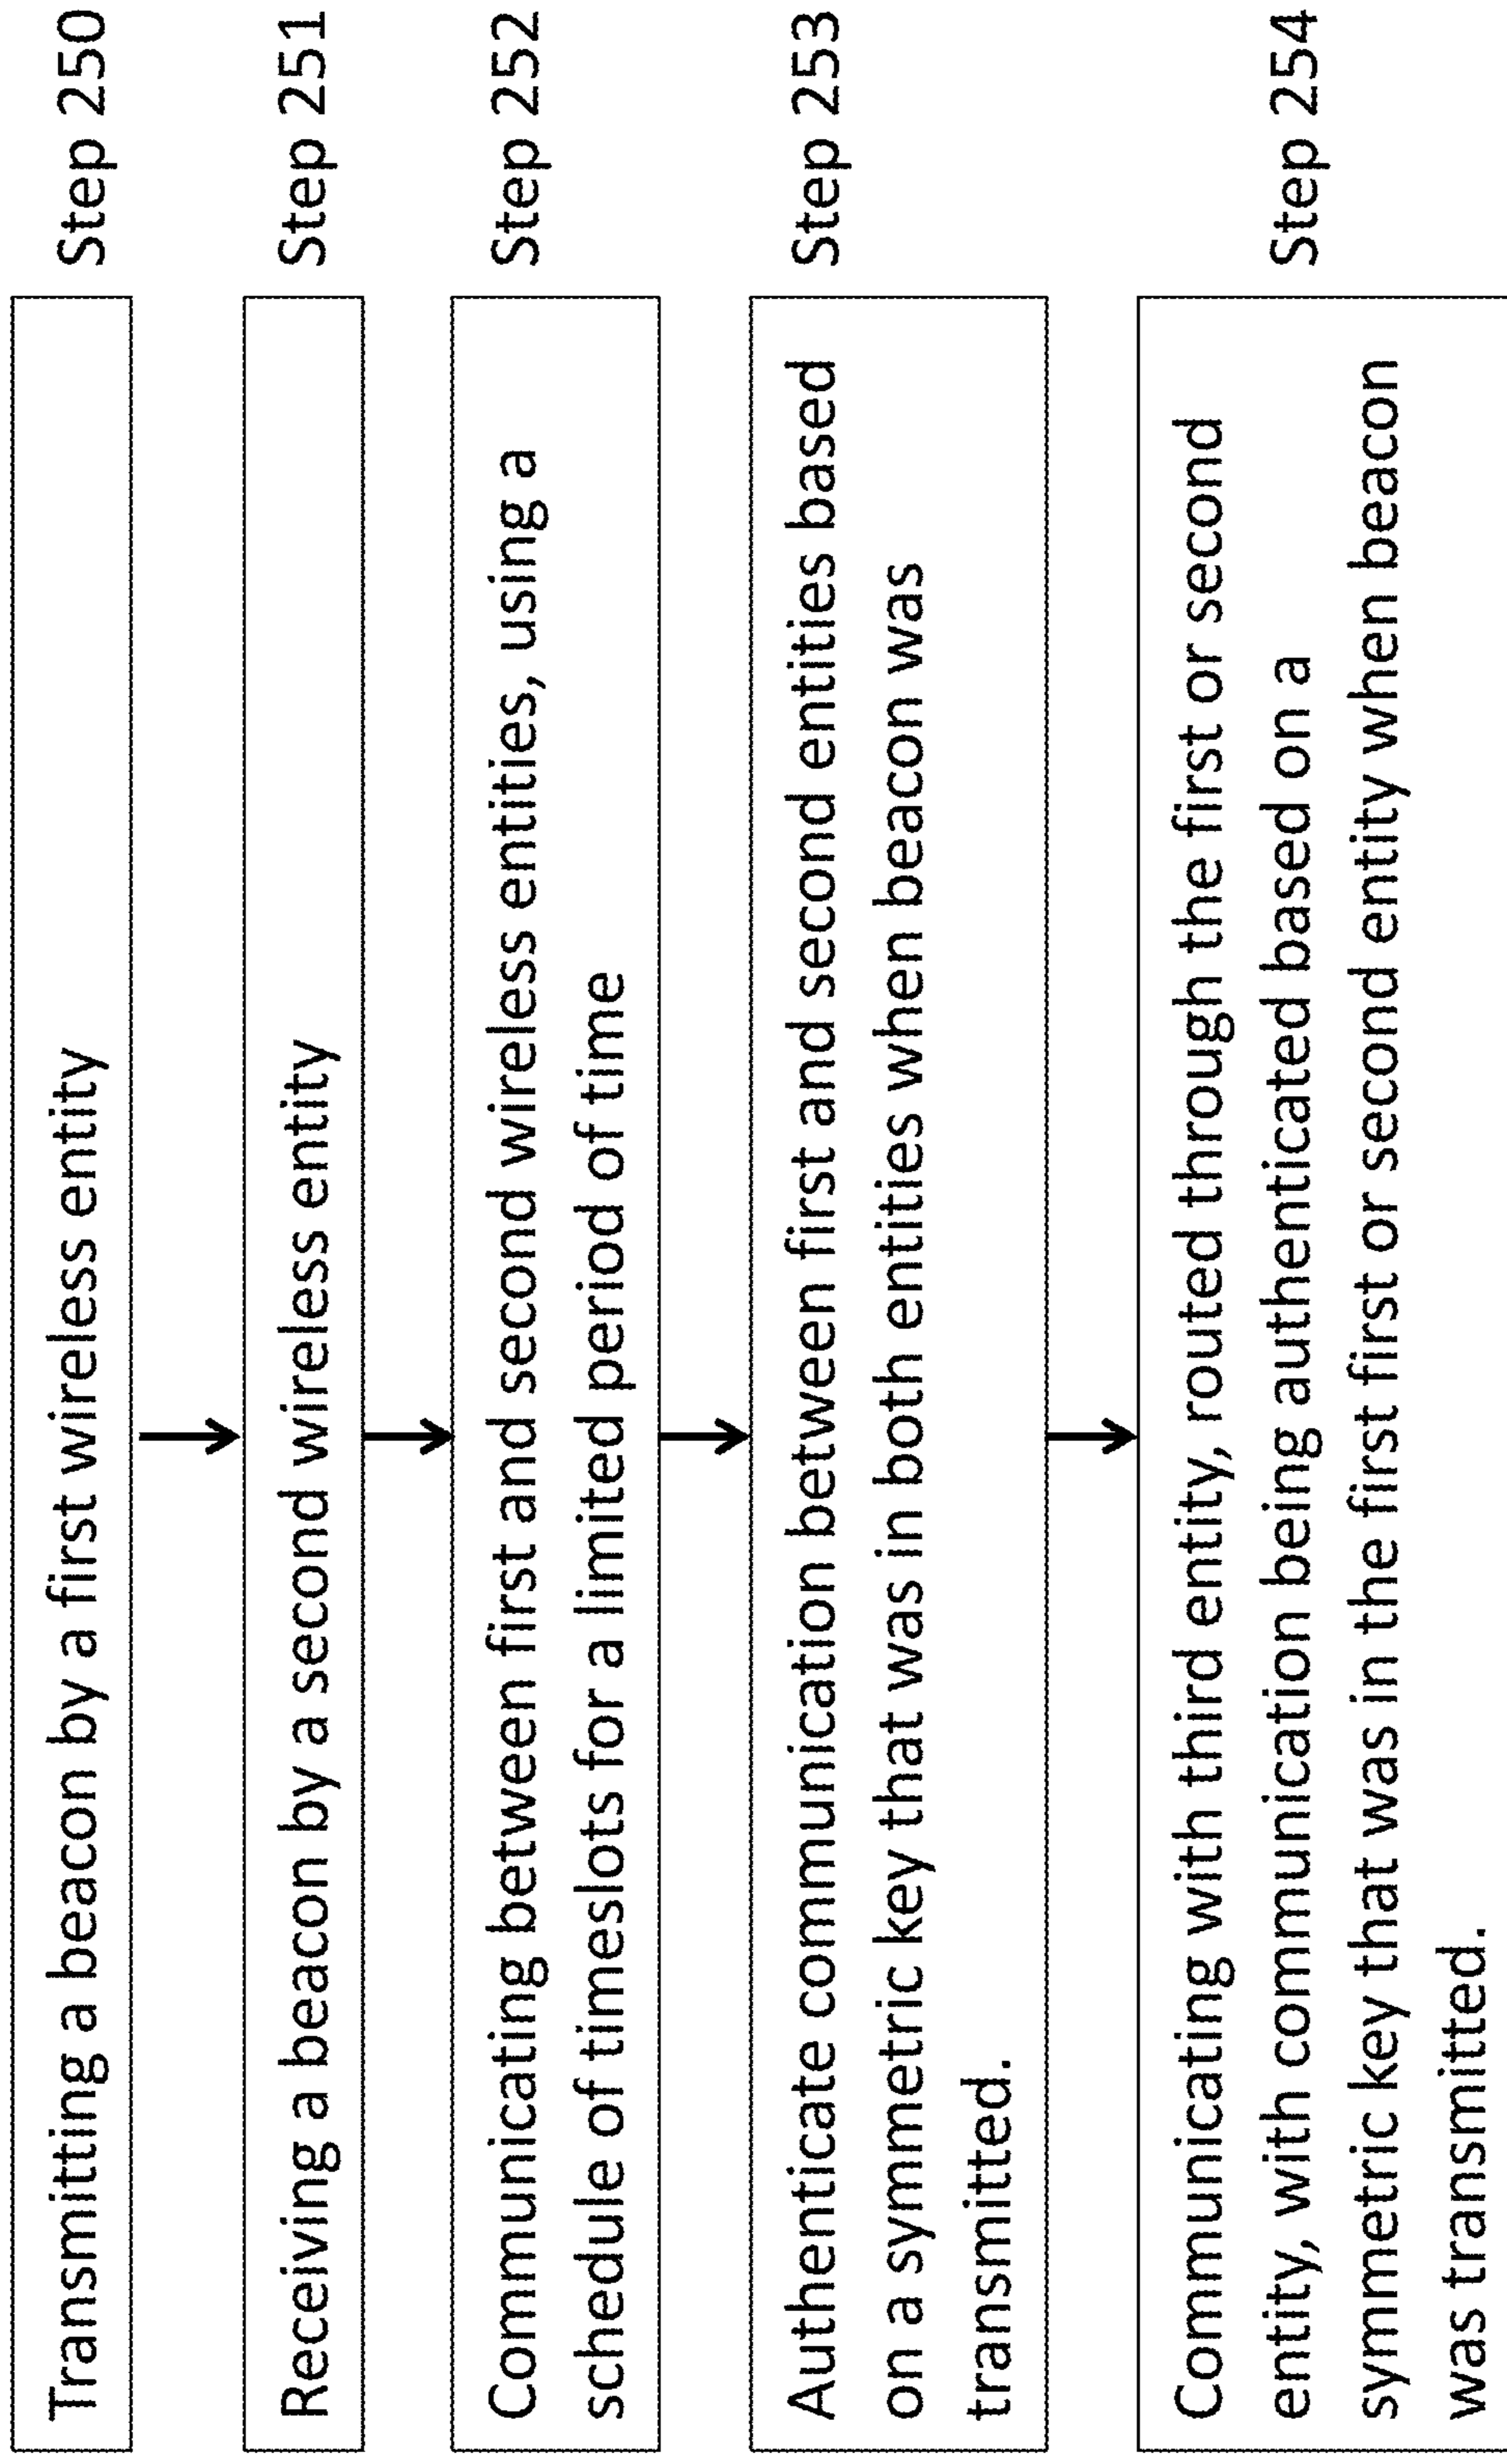 Transmitting a beacon by a first wireless entity
Step 250
Receiving a beacon by a second wireless entity
Step 251
Communicating between first and second wireless entities, using a
schedule of timeslots for a limited period of time
Step 252
Authenticate communication between first and second entities based
on a symmetric key that was in both entities when beacon was
transmitted.
Step 253
Communicating with third entity, routed through the first or second
entity, with communication being authenticated based on a
symmetric key that was in the first first or second entity when beacon
was transmitted.
Step 254